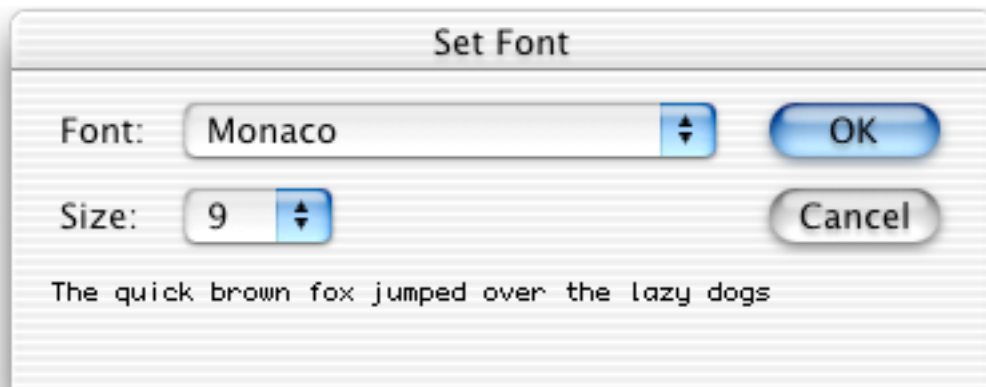 Set Font
Font: Monaco OK
Size: 9 Cancel
The quick brown fox jumped over the lazy dogs